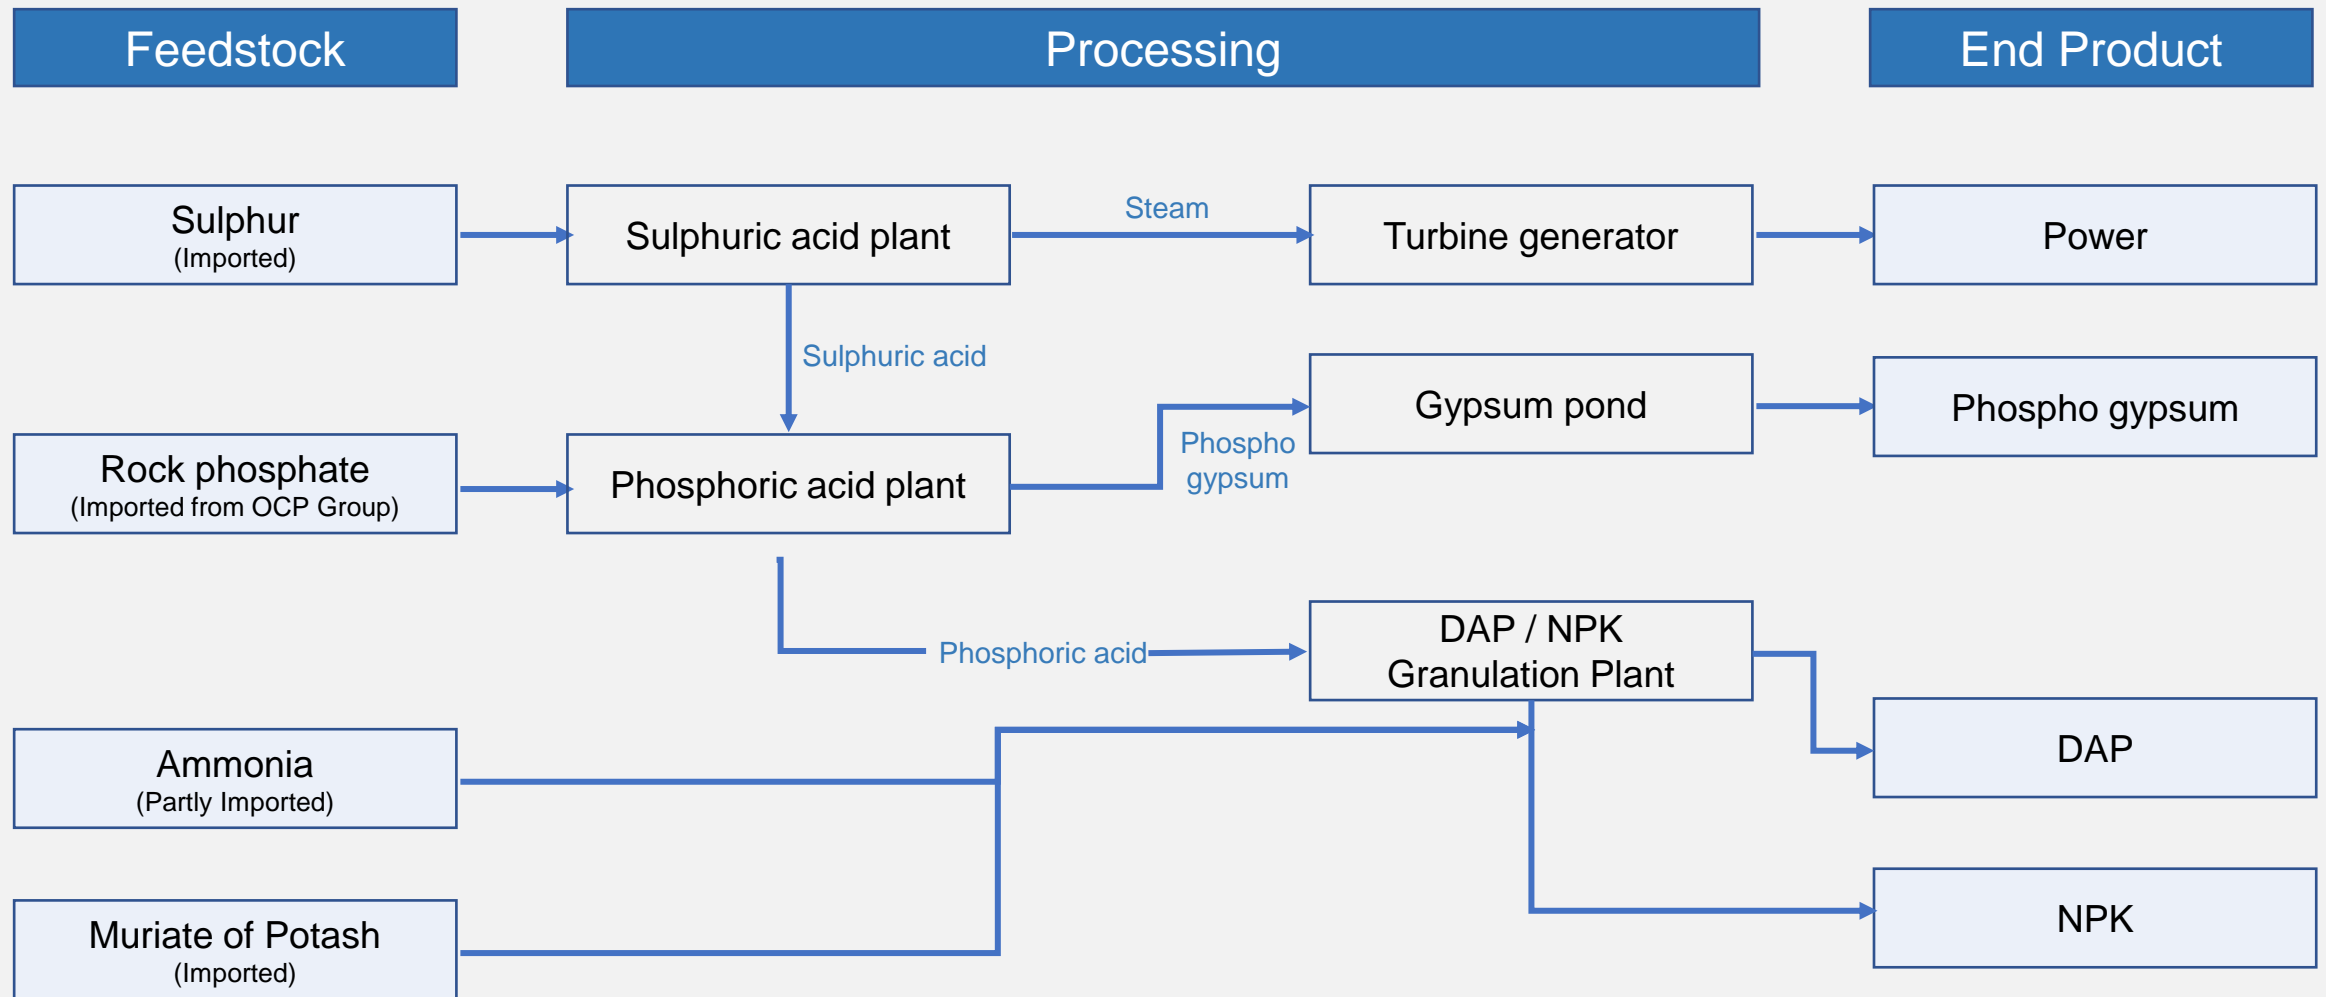 Feedstock
Processing
End Product
Sulphur
(Imported)
Sulphuric acid plant
Steam
Turbine generator
Power
Sulphuric acid
Rock phosphate
(Imported from OCP Group)
Phosphoric acid plant
Phospho
gypsum
Gypsum pond
Phospho gypsum
Phosphoric acid
DAP / NPK
Granulation Plant
Ammonia
(Partly Imported)
DAP
Muriate of Potash
(Imported)
NPK